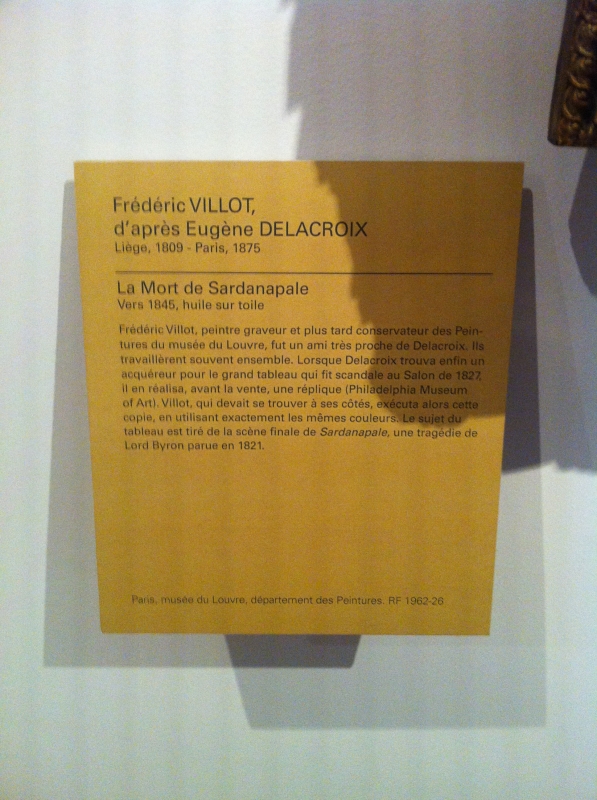 Frédéric VILLOT,
d'après Eugène DELACROIX
Liège, 1809 - Paris, 1875
La Mort de Sardanapale
Vers 1845, huile sur toile
Frédéric Villot, peintre graveur et plus tard conservateur des Pein-
tures du musée du Louvre, fut un ami très proche de Delacroix. Ils
travaillèrent souvent ensemble. Lorsque Delacroix trouva enfin un
acquéreur pour le grand tableau qui fit scandale au Salon de 1827,
il en réalisa, avant la vente, une réplique (Philadelphia Museum
of Art). Villot, qui devait se trouver à ses côtés, exécuta alors cette
copie, en utilisant exactement les mêmes couleurs. Le sujet du
tableau est tiré de la scène finale de Sardanapale, une tragédie de
Lord Byron parue en 1821.
Paris, musée du Louvre, département des Peintures. RF 1962-26